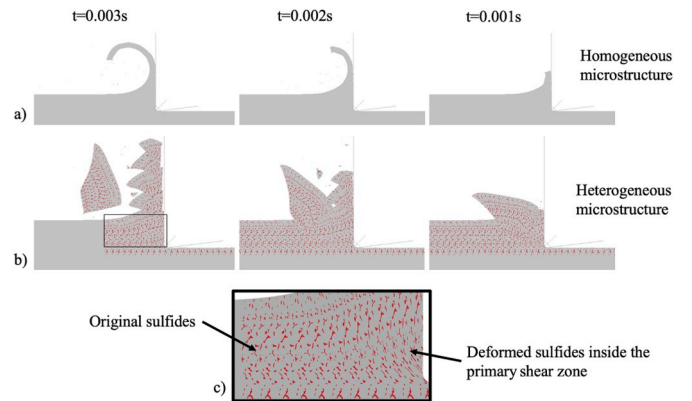 t=0.003s
t=0.002s
t=0.001s
Homogeneous
microstructure
a)
Heterogeneous
microstructure
b)
Original sulfides
Deformed sulfides inside the
primary shear zone
c)